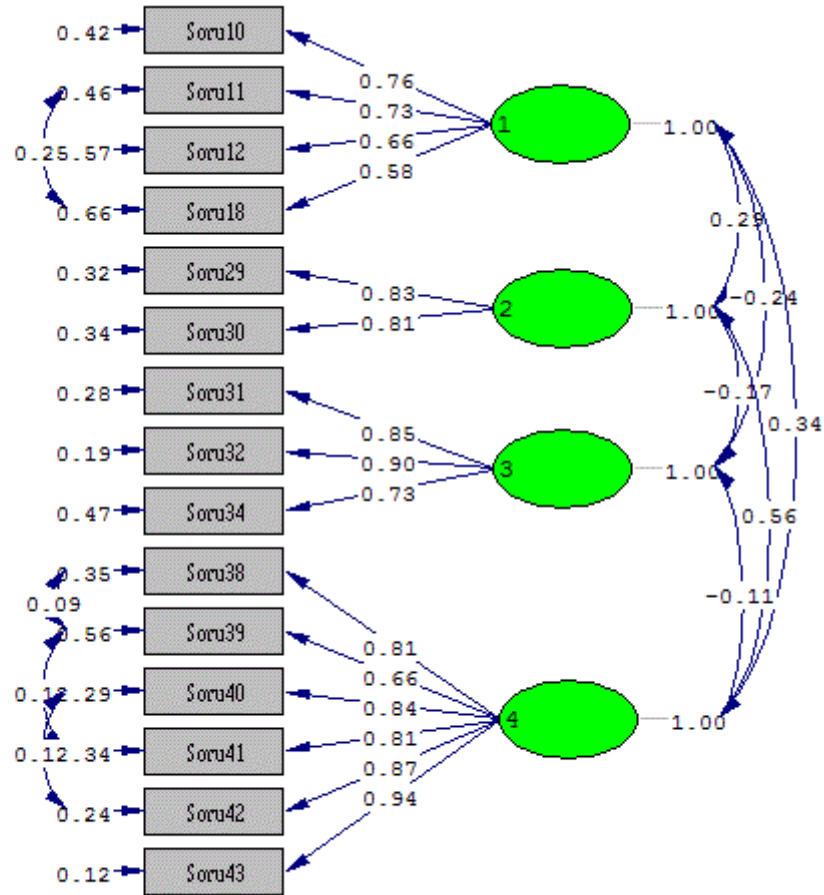 0.42 Soru10
0.76
0.46 Soru11
0.73
1 1.00
0.25.57 Soru12
0.66
0.58
0.66 Soru18
0.29
0.32 Soru29
0.83
-0.24
2 1.00
0.34 Soru30
0.81
0.28 Soru31
-0.17
0.85
0.34
0.19 Soru32
0.90
3 1.00
0.73
0.47 Soru34
0.56
0.35 Soru38
-0.11
0.09
0.56 Soru39
0.81
0.66
.29 Soru40
0.84
4 1.00
0.12.34 Soru41
0.81
0.87
0.24 Soru42
0.94
0.12 Soru43